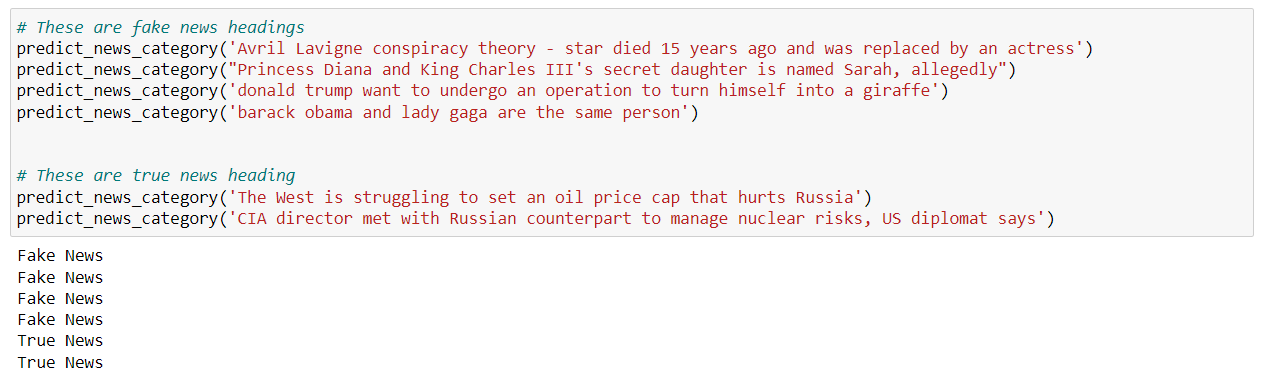 # These are fake news headings
predict_news_category('Avril Lavigne conspiracy theory - star died 15 years ago and was replaced by an actress')
predict_news_category("Princess Diana and King Charles III's secret daughter is named Sarah, allegedly")
predict_news_category('donald trump want to undergo an operation to turn himself into a giraffe')
predict_news_category('barack obama and lady gaga are the same person')
# These are true news heading
predict_news_category('The West is struggling to set an oil price cap that hurts Russia')
predict_news_category('CIA director met with Russian counterpart to manage nuclear risks, US diplomat says')
Fake News
Fake News
Fake News
Fake News
True News
True News